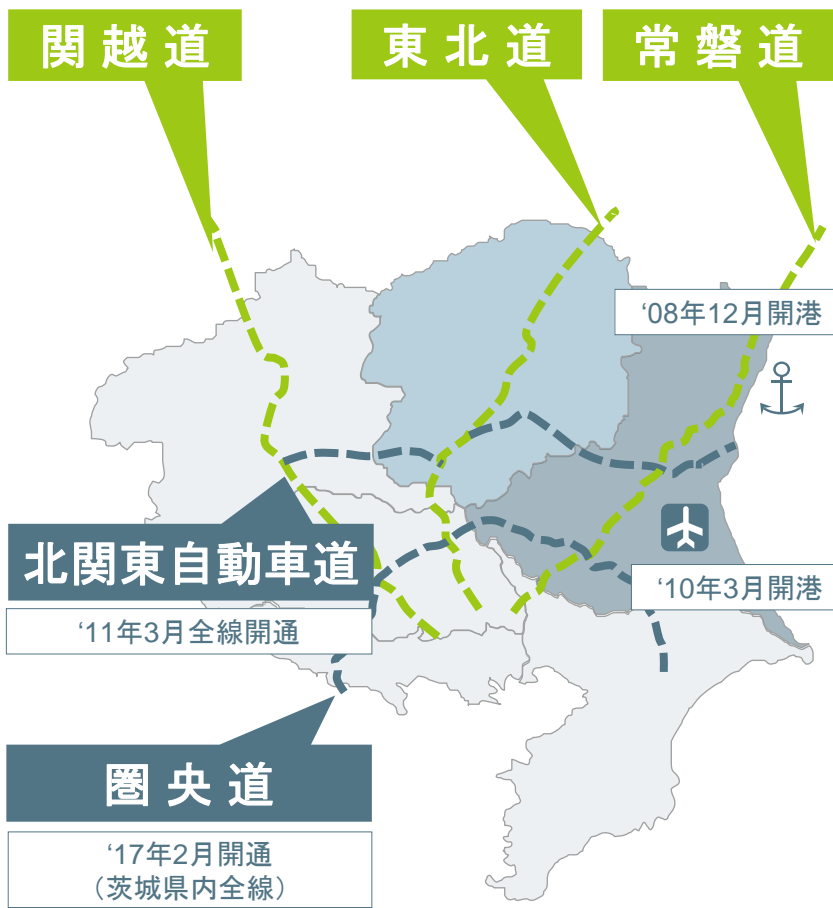 関越道
東北道
常磐道
‘08年12月開港
北関東自動車道
‘10年3月開港
‘11年3月全線開通
圏央道
‘17年2月開通
（茨城県内全線）